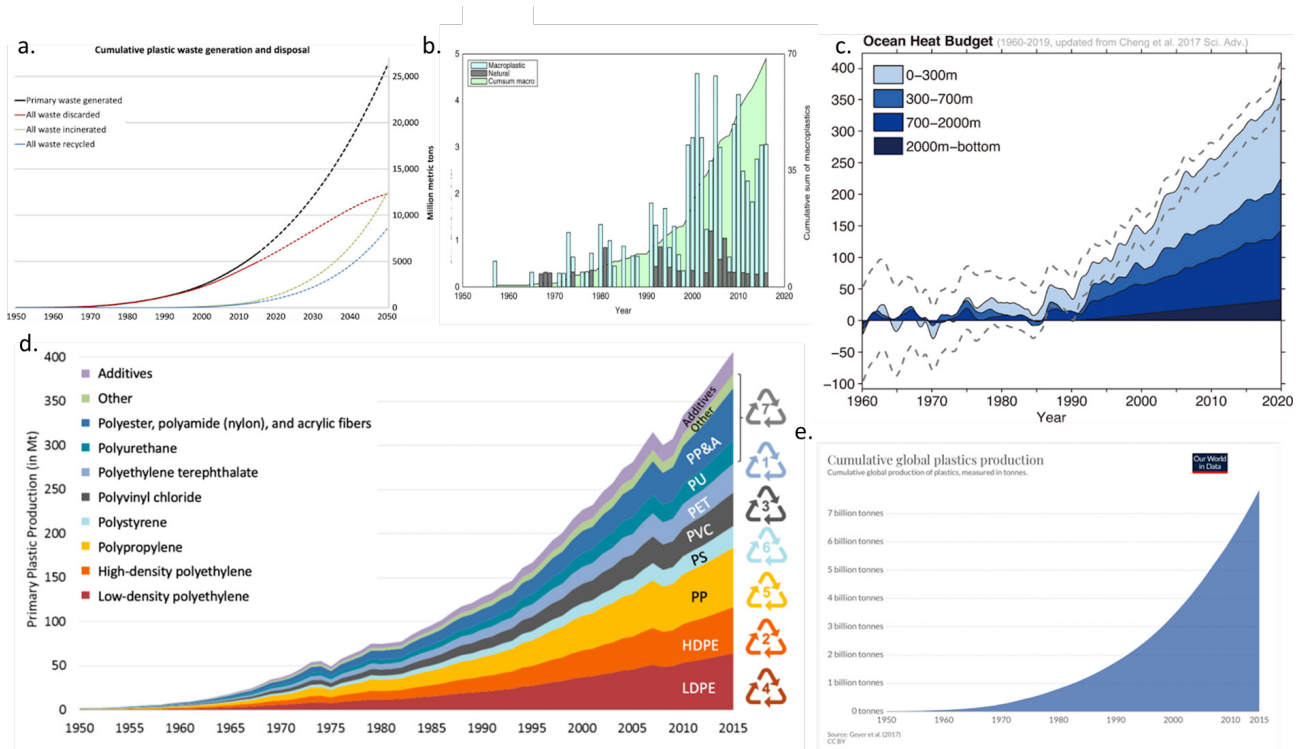 a.
Cumulative plastic waste generation and disposal
Primary waste generated
All waste discarded
All waste incinerated
All waste recycled
25,000
20,000
15,000
10,000
5000
0
Million metric tons
1950 1960 1970 1980 1990 2000 2010 2020 2030 2040 2050
b.
Macroplastic
Natural
Cumsum macro
5
4
3
2
1
0
70
35
0
Cumulative sum of macroplastics
1950 1960 1970 1980 1990 2000 2010 2020
Year
c.
Ocean Heat Budget (1960-2019, updated from Cheng et al. 2017 Sci. Adv.)
0-300m
300-700m
700-2000m
2000m-bottom
400
350
300
250
200
150
100
50
0
-50
-100
1960 1970 1980 1990 2000 2010 2020
Year
d.
Primary Plastic Production (in Mt)
400
350
300
250
200
150
100
50
0
Additives
Other
Polyester, polyamide (nylon), and acrylic fibers
Polyurethane
Polyethylene terephthalate
Polyvinyl chloride
Polystyrene
Polypropylene
High-density polyethylene
Low-density polyethylene
Additives
Other
PP&A
PU
PET
PVC
PS
PP
HDPE
LDPE
7
1
3
6
5
2
4
1950 1955 1960 1965 1970 1975 1980 1985 1990 1995 2000 2005 2010 2015
e.
Cumulative global plastics production
Cumulative global production of plastics, measured in tonnes.
Our World
in Data
7 billion tonnes
6 billion tonnes
5 billion tonnes
4 billion tonnes
3 billion tonnes
2 billion tonnes
1 billion tonnes
0 tonnes
1950 1960 1970 1980 1990 2000 2010 2015
Source: Geyer et al. (2017)
CC BY